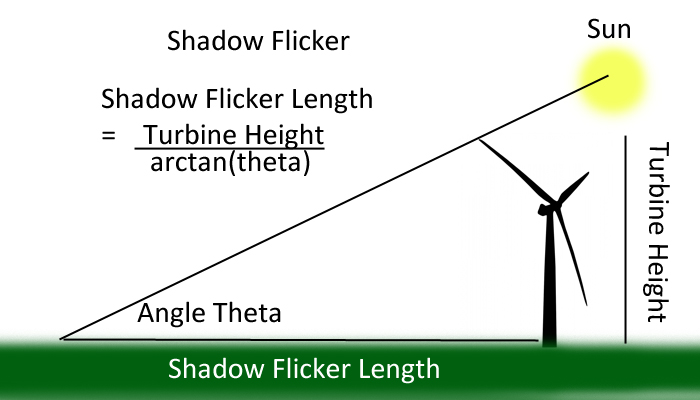 Shadow Flicker
Sun
Shadow Flicker Length
= Turbine Height
arctan(theta)
Turbine Height
Angle Theta
Shadow Flicker Length